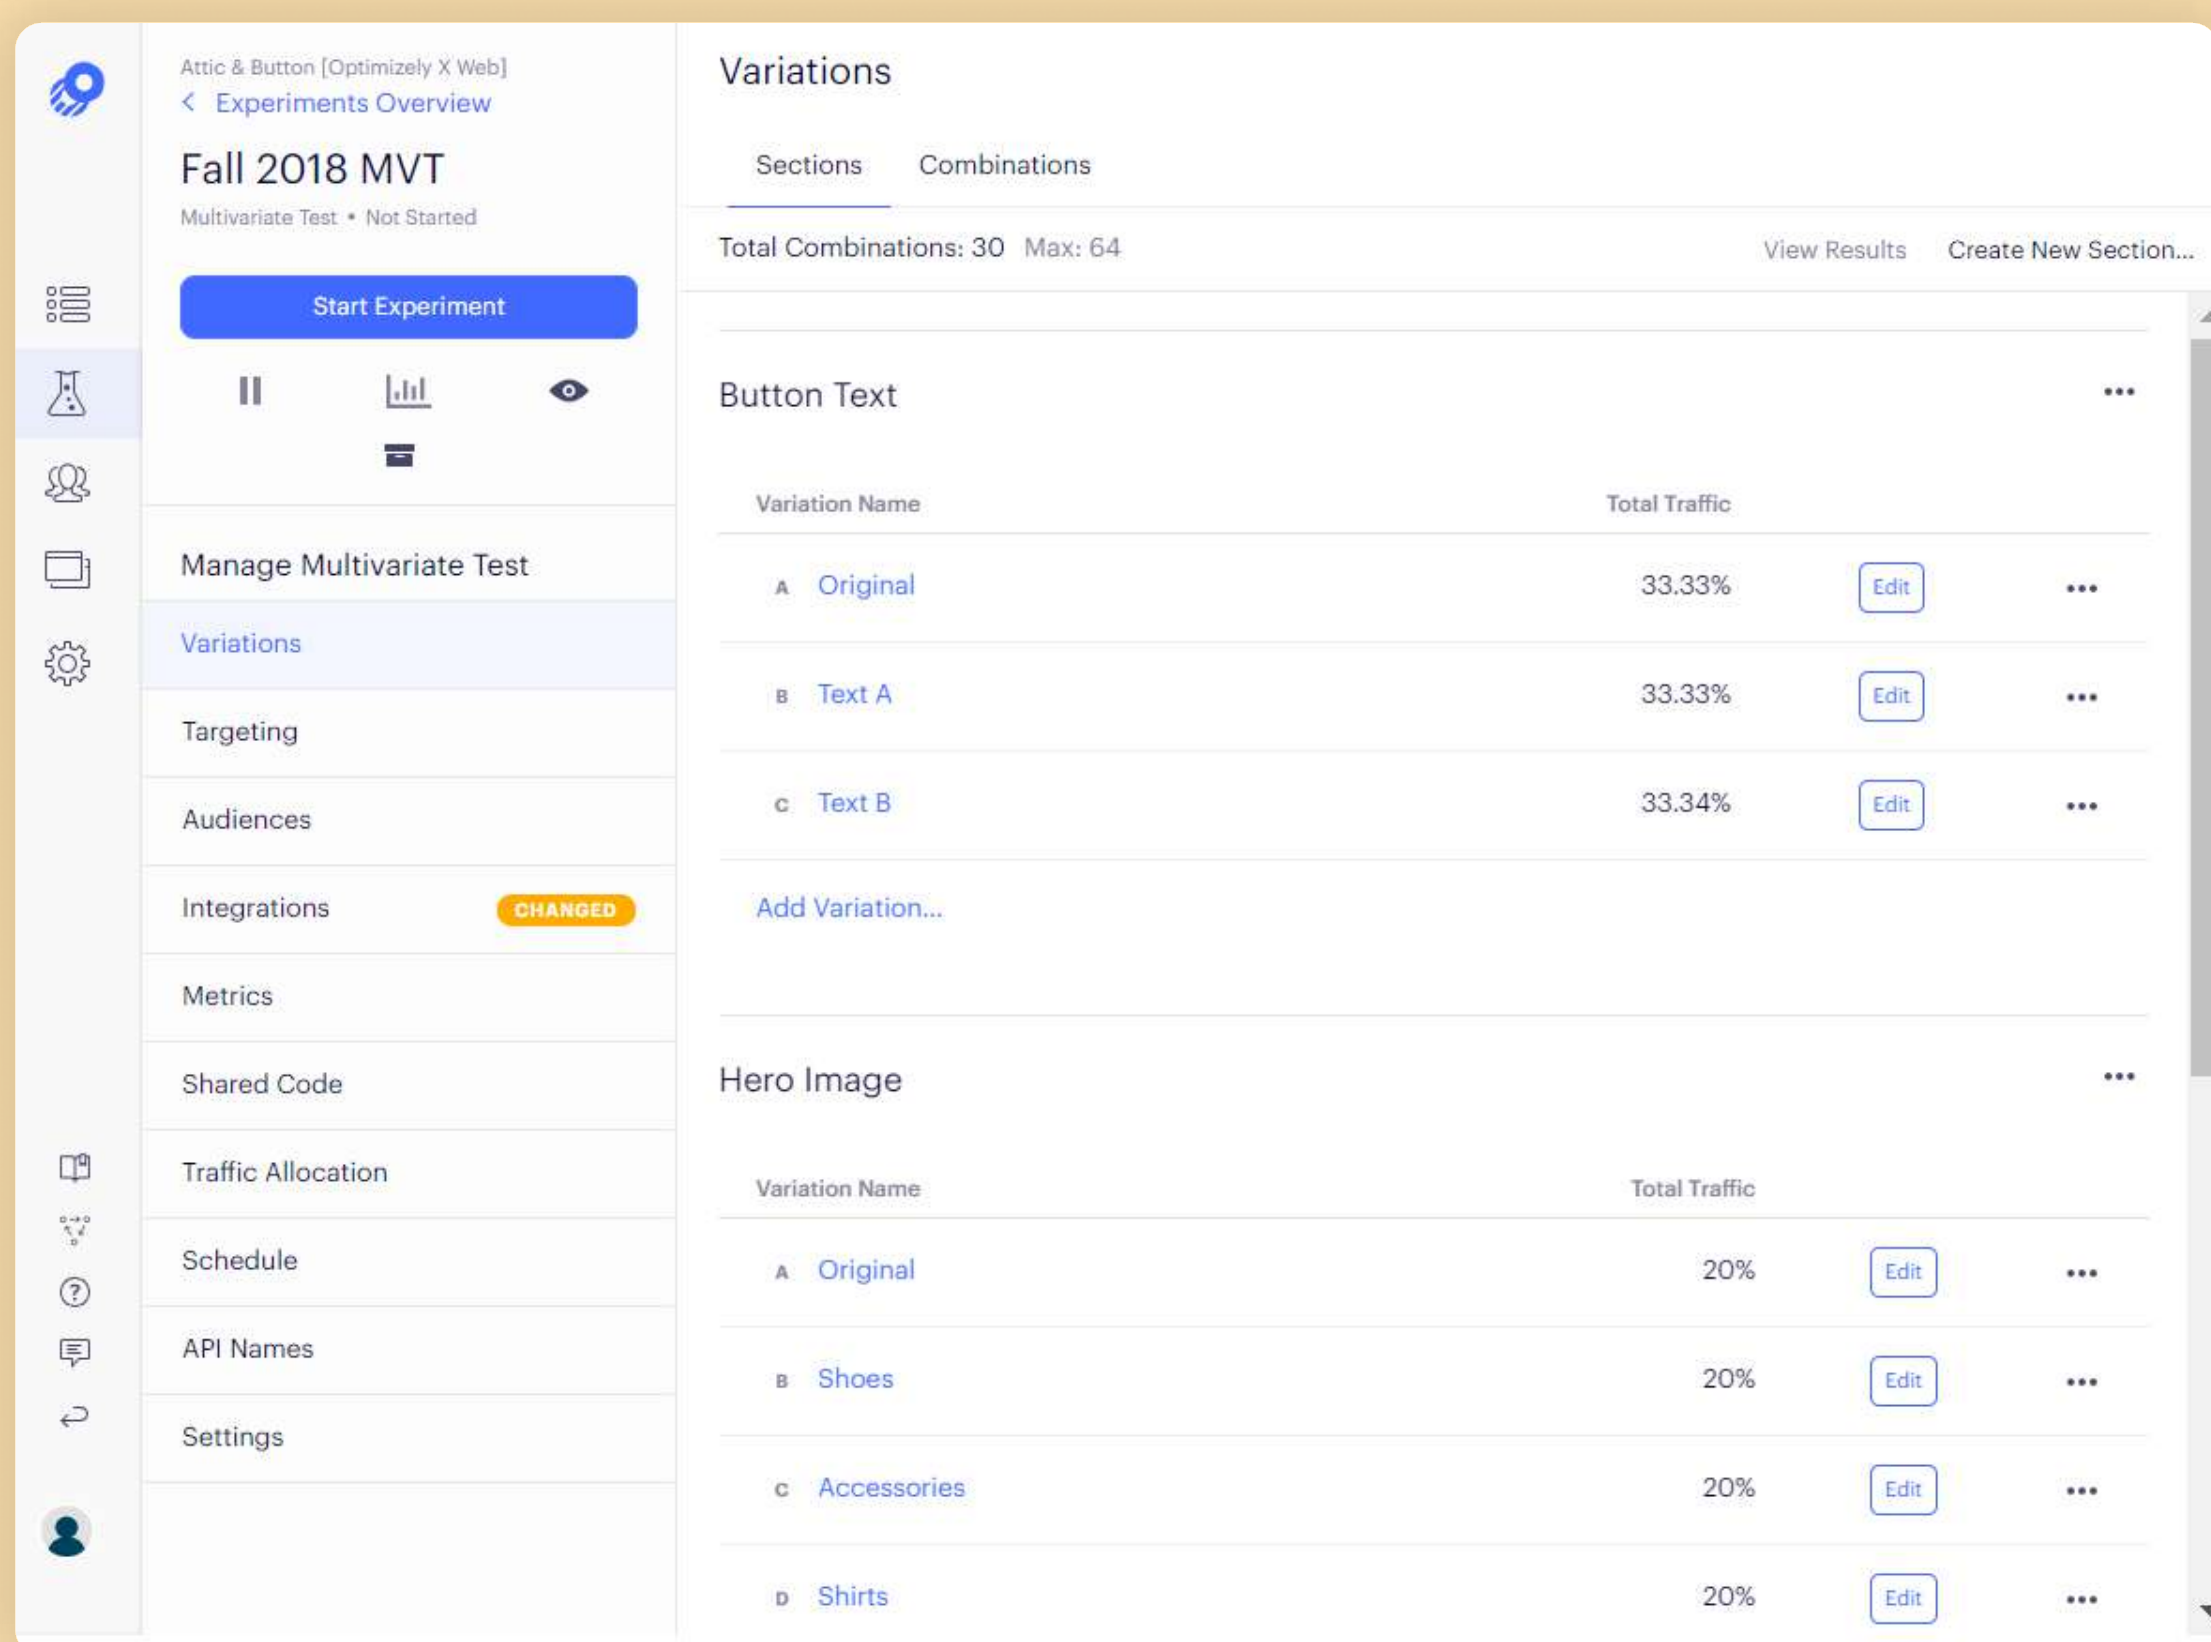 Attic & Button [Optimizely X Web]
Experiments Overview
Fall 2018 MVT
Multivariate Test • Not Started
Start Experiment
Manage Multivariate Test
Variations
Targeting
Audiences
Integrations CHANGED
Metrics
Shared Code
Traffic Allocation
Schedule
API Names
Settings
Variations
Sections Combinations
Total Combinations: 30 Max: 64 View Results Create New Section...
Button Text
Variation Name Total Traffic
A Original 33.33% Edit
B Text A 33.33% Edit
C Text B 33.34% Edit
Add Variation...
Hero Image
Variation Name Total Traffic
A Original 20% Edit
B Shoes 20% Edit
C Accessories 20% Edit
D Shirts 20% Edit